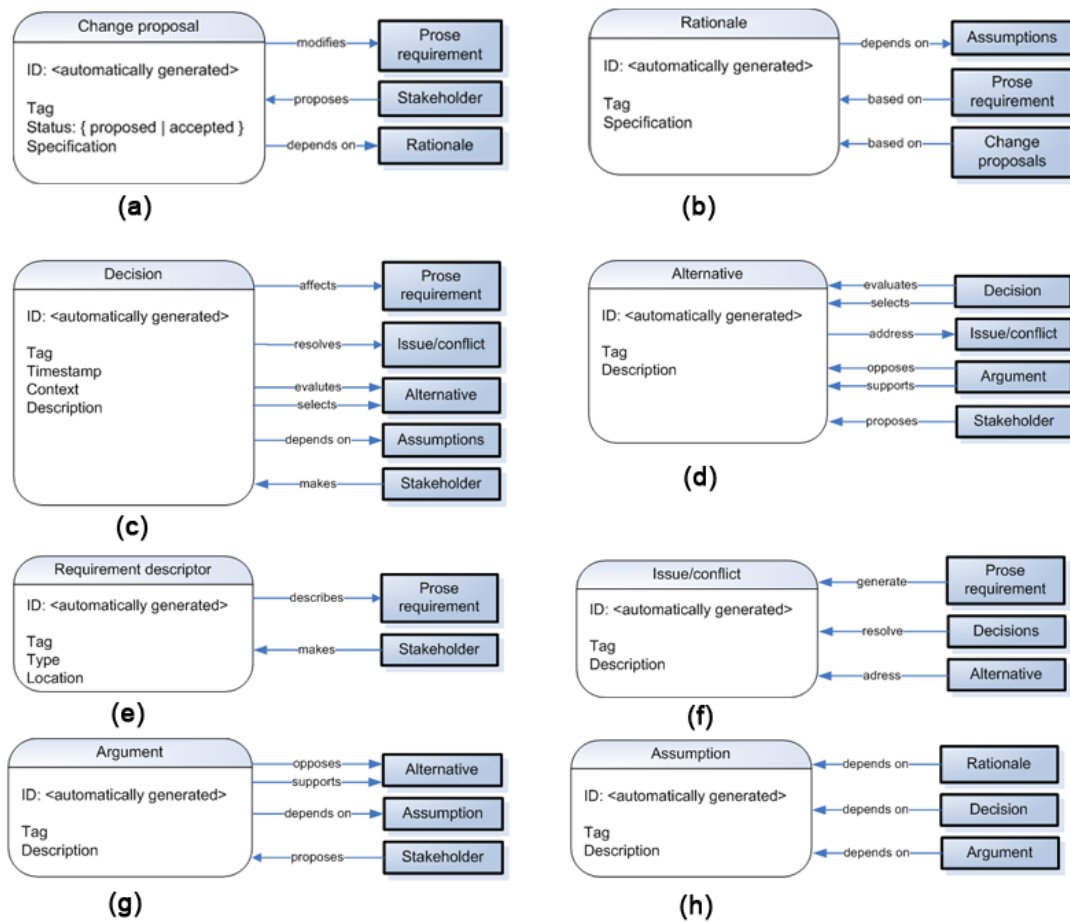 Change proposal
ID: <automatically generated>
Tag
Status: { proposed | accepted }
Specification
modifies
Prose
requirement
proposes
Stakeholder
depends on
Rationale
(a)
Rationale
ID: <automatically generated>
Tag
Specification
depends on
Assumptions
based on
Prose
requirement
based on
Change
proposals
(b)
Decision
ID: <automatically generated>
Tag
Timestamp
Context
Description
affects
Prose
requirement
resolves
Issue/conflict
evalutes
selects
Alternative
depends on
Assumptions
makes
Stakeholder
(c)
Alternative
ID: <automatically generated>
Tag
Description
evaluates
selects
Decision
address
Issue/conflict
opposes
supports
Argument
proposes
Stakeholder
(d)
Requirement descriptor
ID: <automatically generated>
Tag
Type
Location
describes
Prose
requirement
makes
Stakeholder
(e)
Issue/conflict
ID: <automatically generated>
Tag
Description
generate
Prose
requirement
resolve
Decisions
adress
Alternative
(f)
Argument
ID: <automatically generated>
Tag
Description
opposes
supports
Alternative
depends on
Assumption
proposes
Stakeholder
(g)
Assumption
ID: <automatically generated>
Tag
Description
depends on
Rationale
depends on
Decision
depends on
Argument
(h)